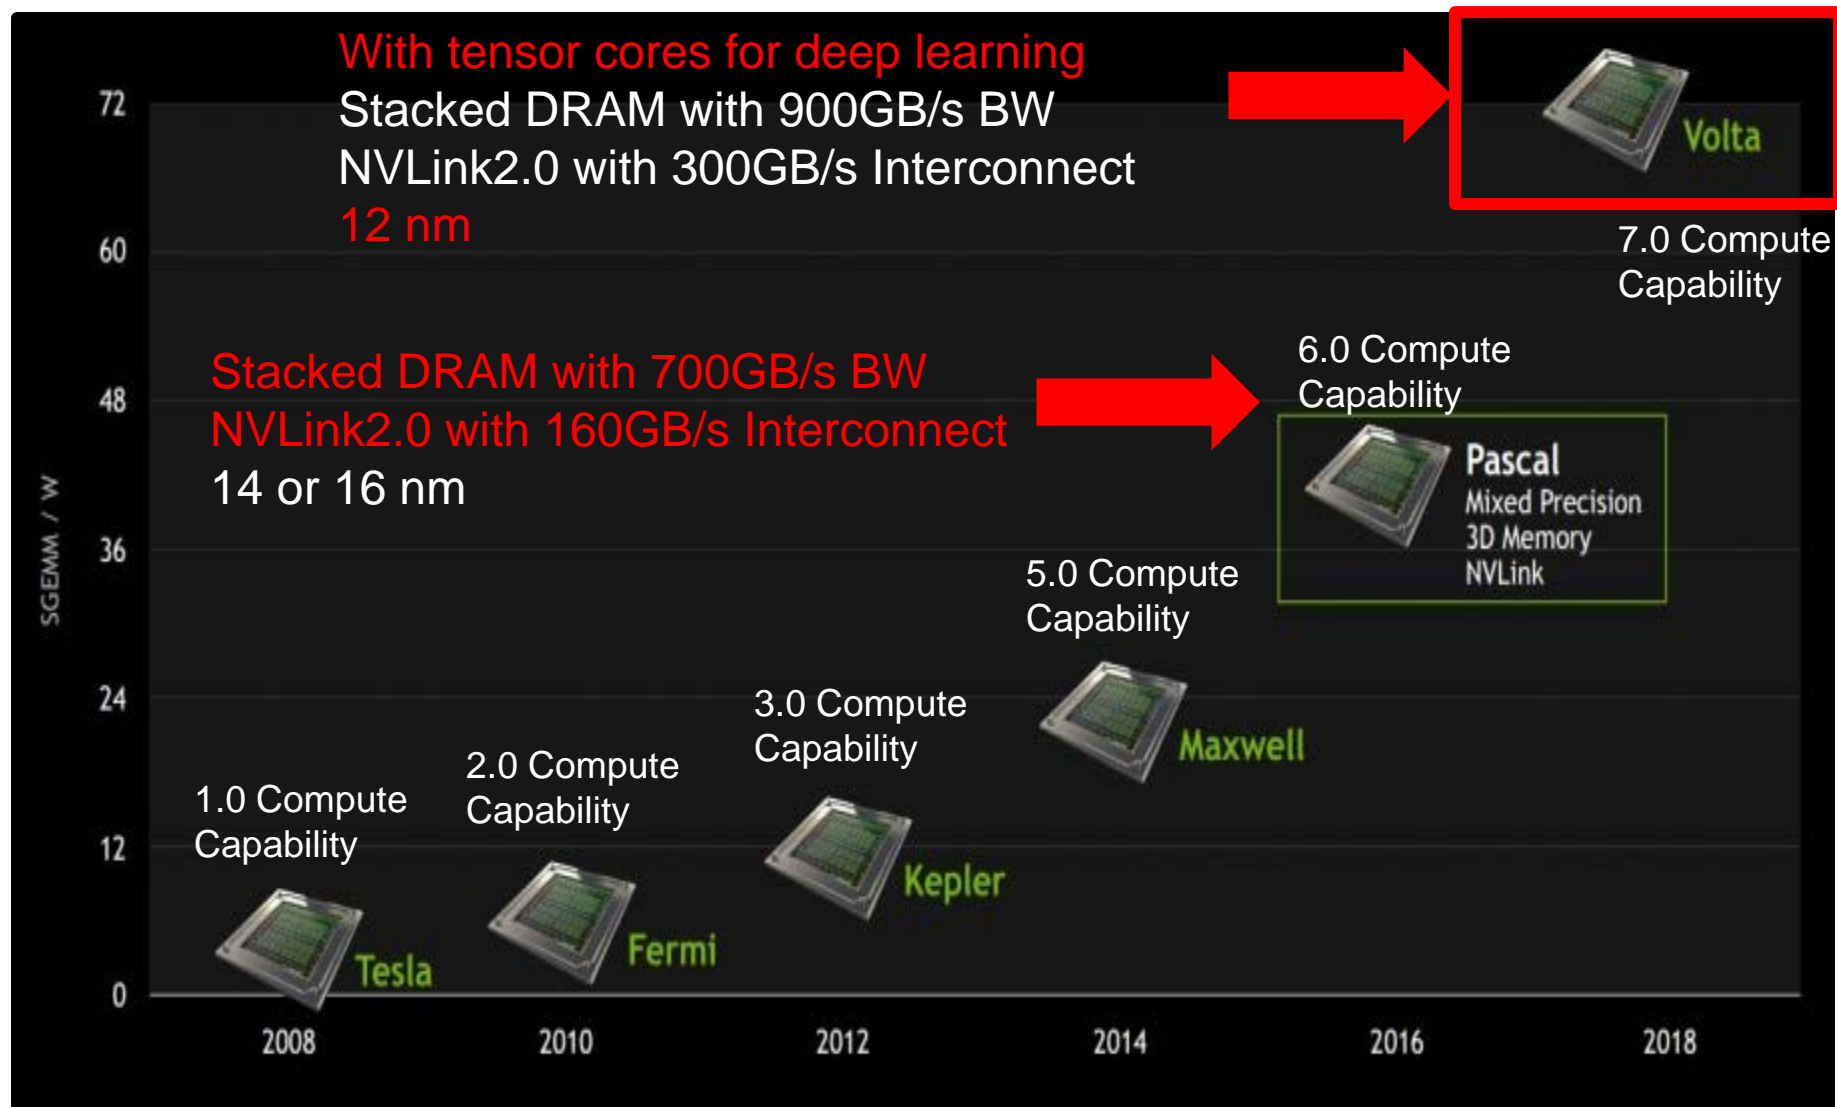 With tensor cores for deep learning
Stacked DRAM with 900GB/s BW
NVLink2.0 with 300GB/s Interconnect
12 nm
Volta
7.0 Compute
Capability
Stacked DRAM with 700GB/s BW
NVLink2.0 with 160GB/s Interconnect
14 or 16 nm
6.0 Compute
Capability
Pascal
Mixed Precision
3D Memory
NVLink
5.0 Compute
Capability
Maxwell
3.0 Compute
Capability
Kepler
2.0 Compute
Capability
Fermi
1.0 Compute
Capability
Tesla
SGEMM / W
72
60
48
36
24
12
0
2008
2010
2012
2014
2016
2018